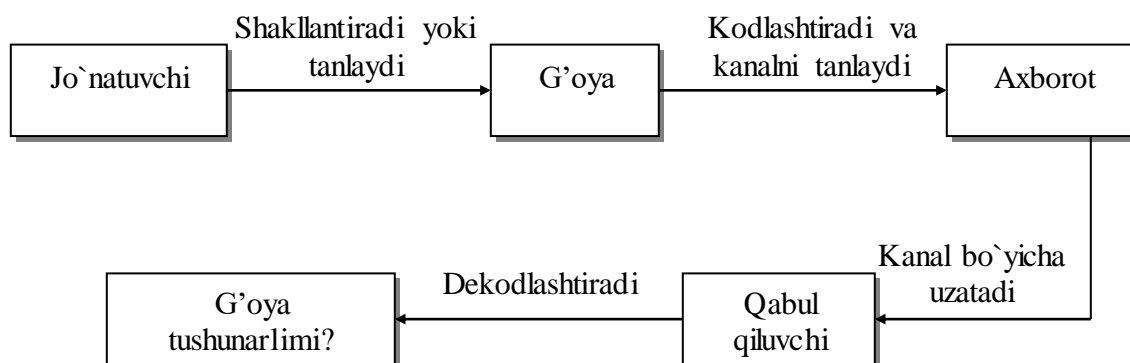 Jo`natuvchi
Shakllantiradi yoki
tanlaydi
G’oya
Kodlashtiradi va
kanalni tanlaydi
Axborot
Kanal bo`yicha
uzatadi
Qabul
qiluvchi
Dekodlashtiradi
G’oya
tushunarlimi?